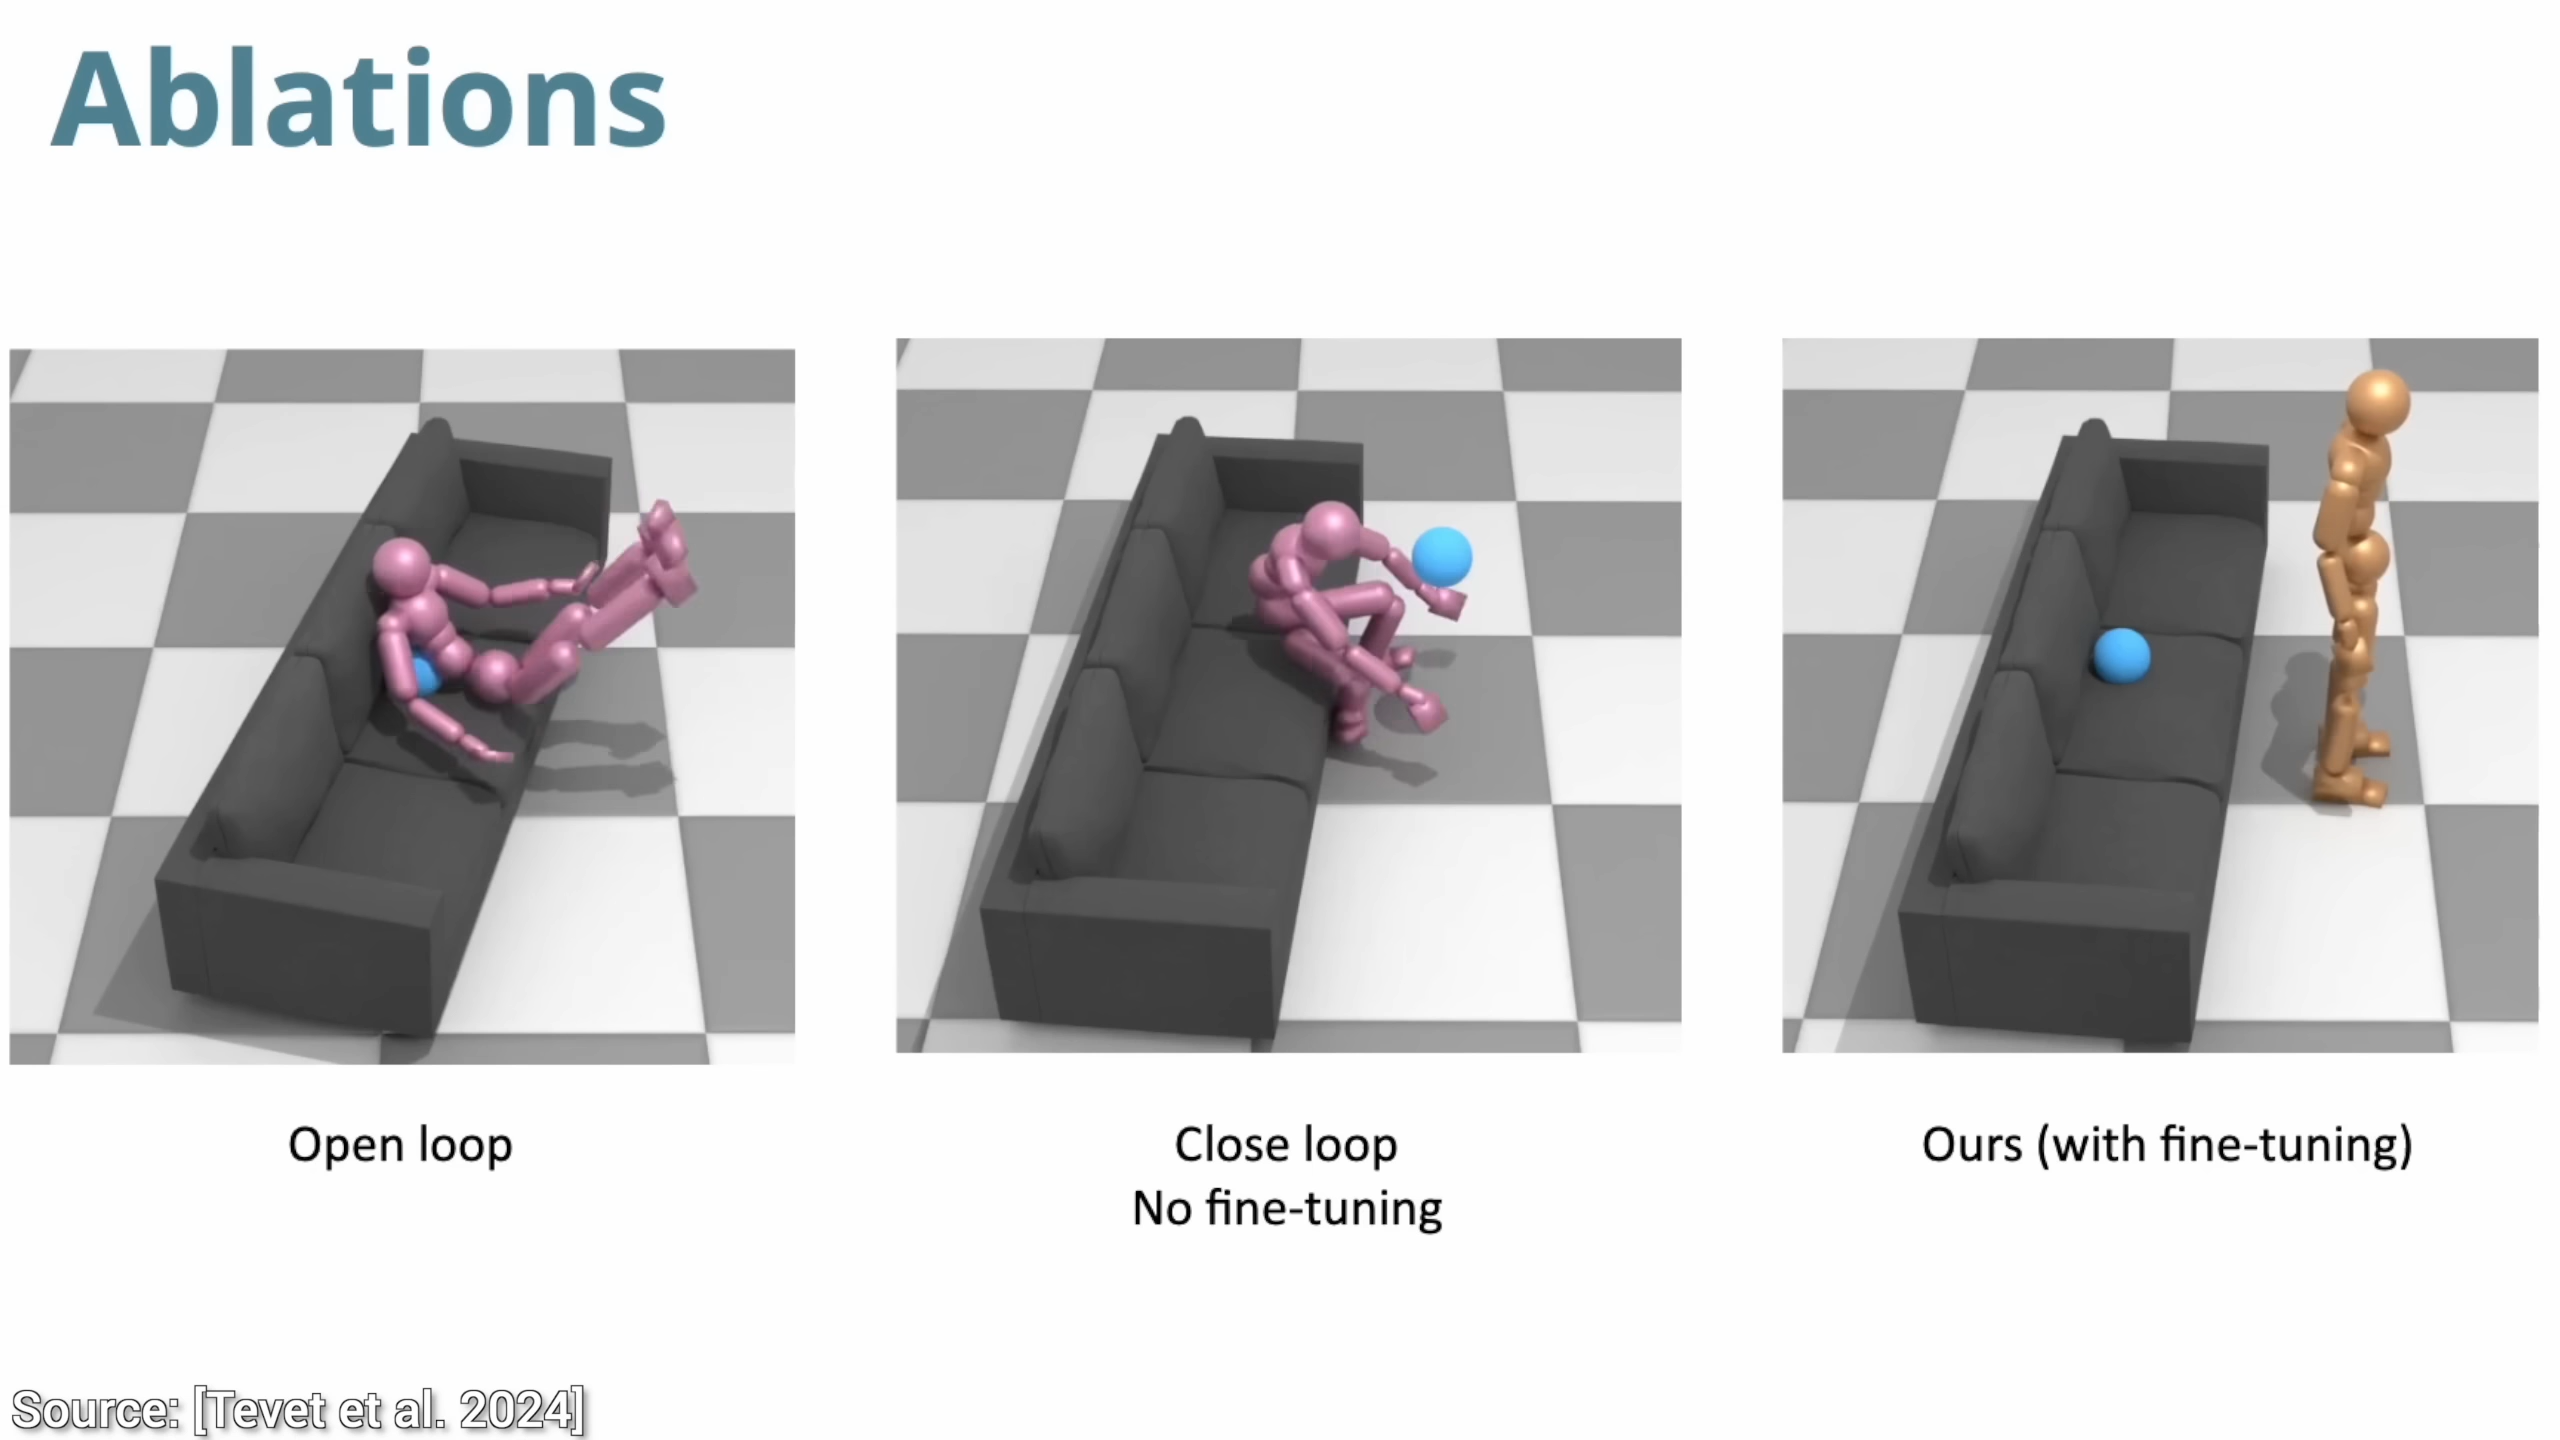 Ablations
Open loop
Close loop
No fine-tuning
Ours (with fine-tuning)
Source: [Tevet et al. 2024]